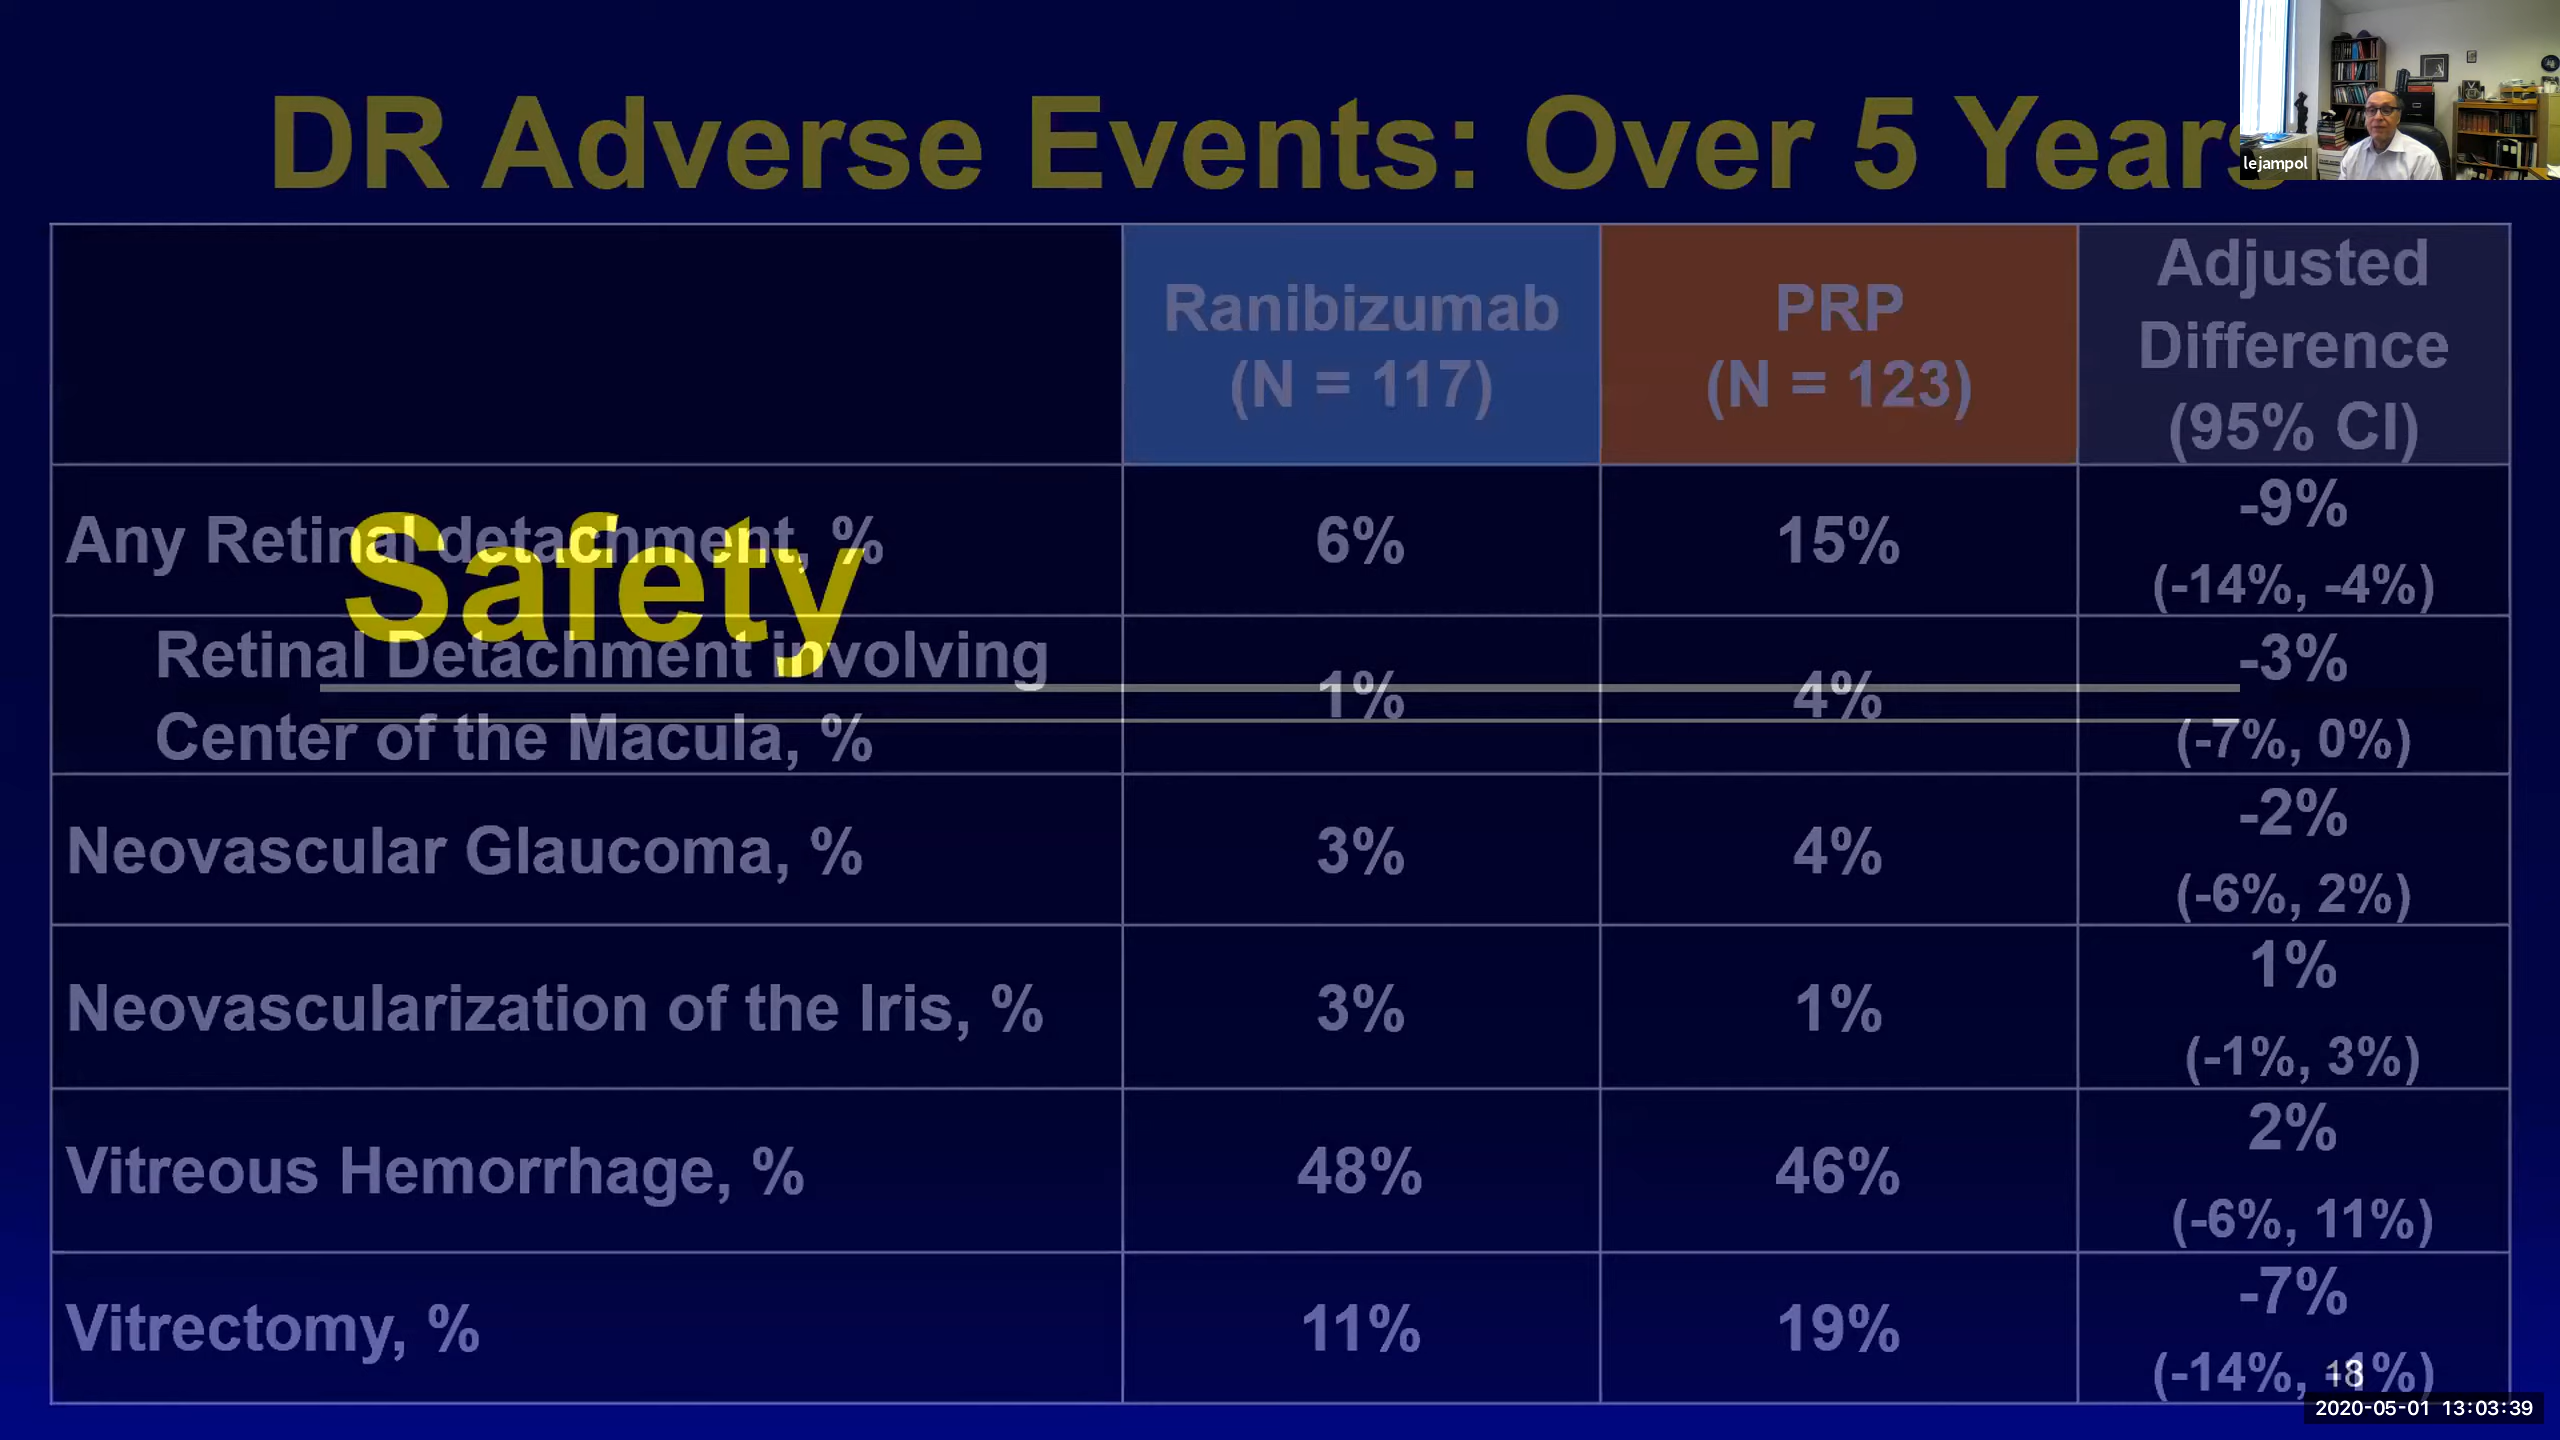 DR Adverse Events: Over 5 Years
lejampol
Ranibizumab
(N = 117)
PRP
(N = 123)
Adjusted
Difference
(95% CI)
Safety
Any Retinal detachment, %
6%
15%
-9%
(-14%, -4%)
Retinal Detachment involving
Center of the Macula, %
1%
4%
-3%
(-7%, 0%)
Neovascular Glaucoma, %
3%
4%
-2%
(-6%, 2%)
Neovascularization of the Iris, %
3%
1%
1%
(-1%, 3%)
Vitreous Hemorrhage, %
48%
46%
2%
(-6%, 11%)
Vitrectomy, %
11%
19%
-7%
(-14%, -1%)
18
2020-05-01 13:03:39